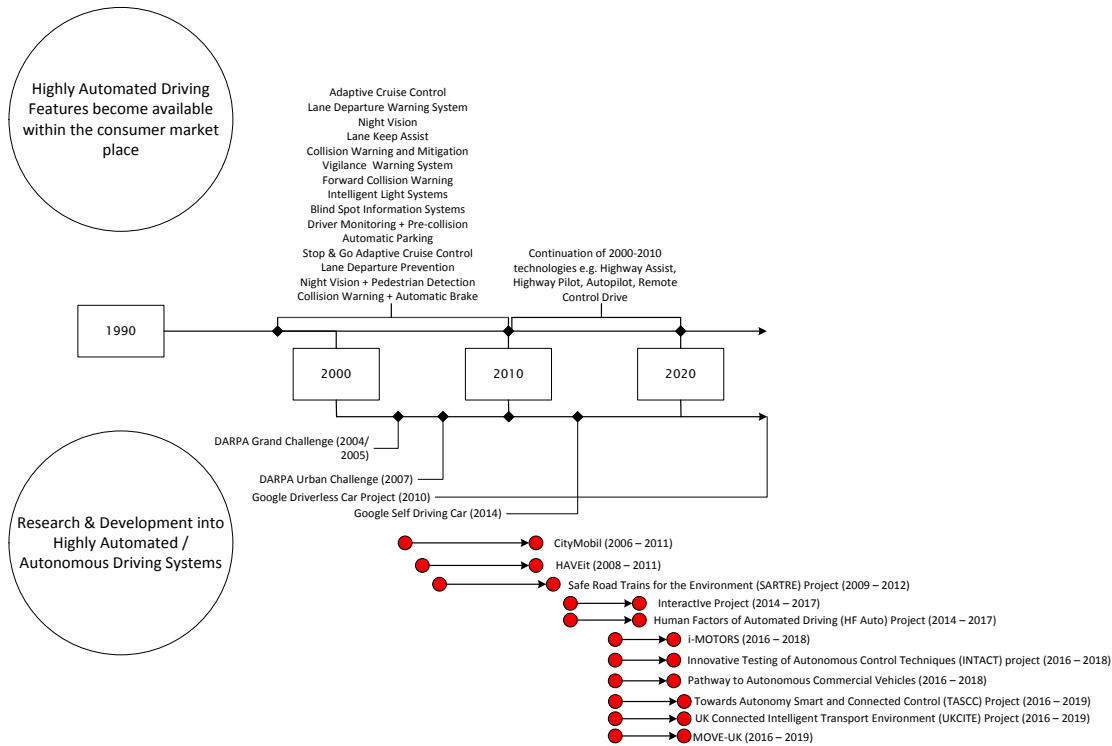 Highly Automated Driving
Features become available
within the consumer market
place
Adaptive Cruise Control
Lane Departure Warning System
Night Vision
Lane Keep Assist
Collision Warning and Mitigation
Vigilance Warning System
Forward Collision Warning
Intelligent Light Systems
Blind Spot Information Systems
Driver Monitoring + Pre-collision
Automatic Parking
Stop & Go Adaptive Cruise Control
Lane Departure Prevention
Night Vision + Pedestrian Detection
Collision Warning + Automatic Brake
Continuation of 2000-2010
technologies e.g. Highway Assist,
Highway Pilot, Autopilot, Remote
Control Drive
1990
2000
2010
2020
DARPA Grand Challenge (2004/
2005)
DARPA Urban Challenge (2007)
Google Driverless Car Project (2010)
Google Self Driving Car (2014)
Research & Development into
Highly Automated /
Autonomous Driving Systems
CityMobil (2006 – 2011)
HAVEit (2008 – 2011)
Safe Road Trains for the Environment (SARTRE) Project (2009 – 2012)
Interactive Project (2014 – 2017)
Human Factors of Automated Driving (HF Auto) Project (2014 – 2017)
i-MOTORS (2016 – 2018)
Innovative Testing of Autonomous Control Techniques (INTACT) project (2016 – 2018)
Pathway to Autonomous Commercial Vehicles (2016 – 2018)
Towards Autonomy Smart and Connected Control (TASCC) Project (2016 – 2019)
UK Connected Intelligent Transport Environment (UKCITE) Project (2016 – 2019)
MOVE-UK (2016 – 2019)